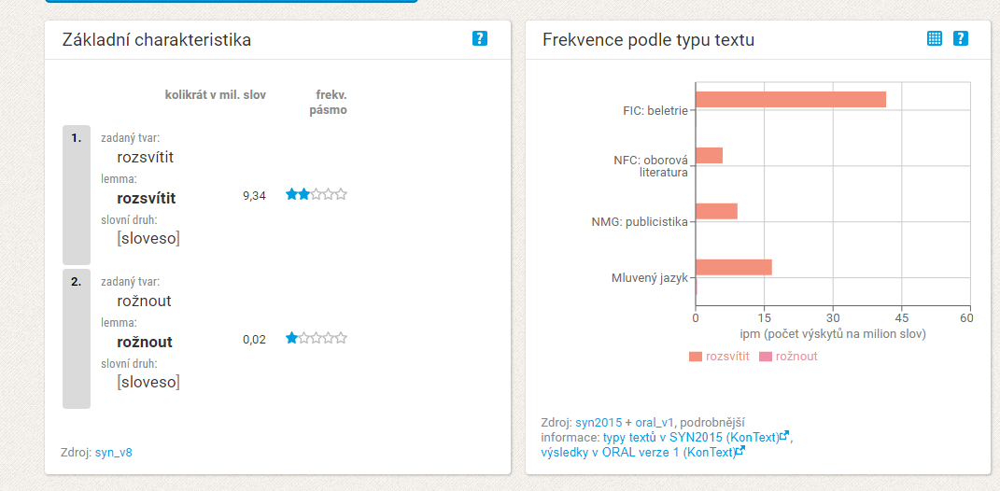 Základní charakteristika
kolikrát v mil. slov
frekv.
pásmo
1.
zadaný tvar:
rozsvítit
lemma:
rozsvítit
9,34
slovní druh:
[sloveso]
2.
zadaný tvar:
rožnout
lemma:
rožnout
0,02
slovní druh:
[sloveso]
Zdroj: syn_v8
Frekvence podle typu textu
?
?
FIC: beletrie
NFC: oborová
literatura
NMG: publicistika
Mluvený jazyk
0 15 30 45 60
ipm (počet výskytů na milion slov)
rozsvítit rožnout
Zdroj: syn2015 + oral_v1, podrobnější
informace: typy textů v SYN2015 (KonText),
výsledky v ORAL verze 1 (KonText)